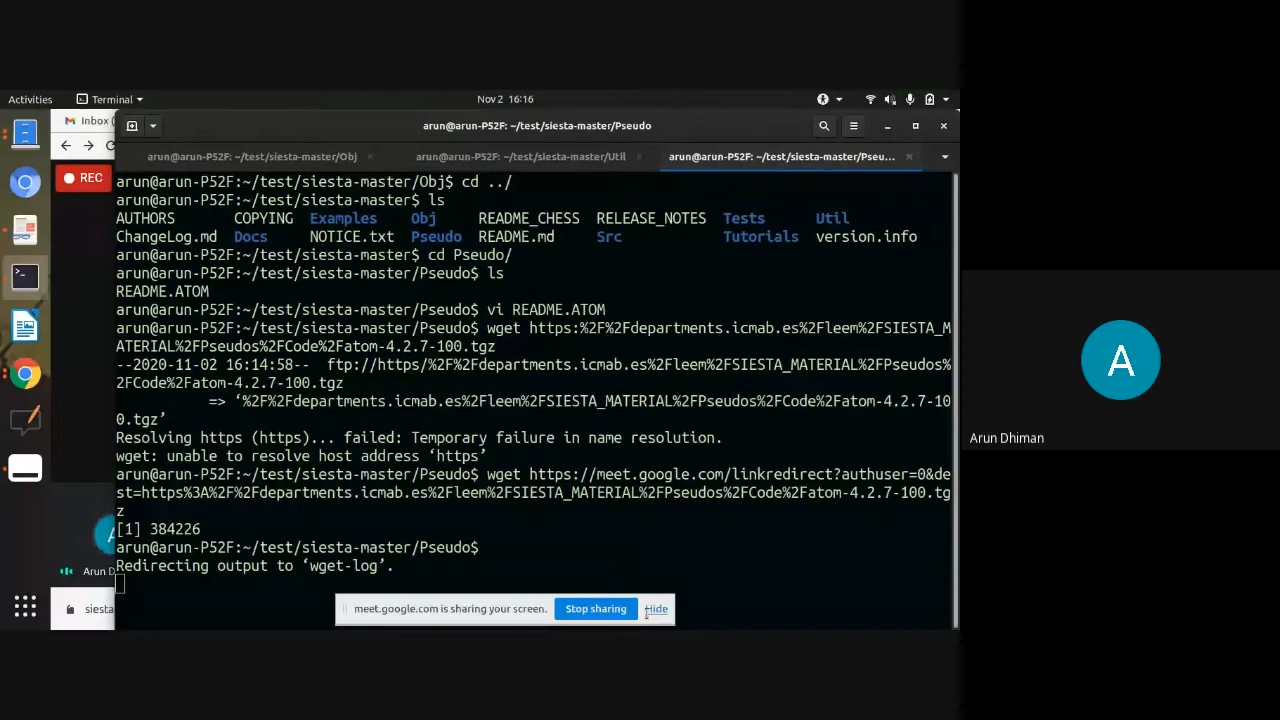 Activities
Terminal
Nov 2 16:16
Inbox (
REC
arun@arun-P52F: ~/test/siesta-master/Pseudo
arun@arun-P52F: ~/test/siesta-master/Obj
arun@arun-P52F: ~/test/siesta-master/Util
arun@arun-P52F: ~/test/siesta-master/Pseu...
arun@arun-P52F:~/test/siesta-master/Obj$ cd ../
arun@arun-P52F:~/test/siesta-master$ ls
AUTHORS COPYING Examples Obj README_CHESS RELEASE_NOTES Tests Util
ChangeLog.md Docs NOTICE.txt Pseudo README.md Src Tutorials version.info
arun@arun-P52F:~/test/siesta-master$ cd Pseudo/
arun@arun-P52F:~/test/siesta-master/Pseudo$ ls
README.ATOM
arun@arun-P52F:~/test/siesta-master/Pseudo$ vi README.ATOM
arun@arun-P52F:~/test/siesta-master/Pseudo$ wget https:%2F%2Fdepartments.icmab.es%2Fleem%2FSIESTA_M
ATERIAL%2FPseudos%2FCode%2Fatom-4.2.7-100.tgz
--2020-11-02 16:14:58-- ftp://https/%2F%2Fdepartments.icmab.es%2Fleem%2FSIESTA_MATERIAL%2FPseudos%
2FCode%2Fatom-4.2.7-100.tgz
=> ‘%2F%2Fdepartments.icmab.es%2Fleem%2FSIESTA_MATERIAL%2FPseudos%2FCode%2Fatom-4.2.7-10
0.tgz’
Resolving https (https)... failed: Temporary failure in name resolution.
wget: unable to resolve host address ‘https’
arun@arun-P52F:~/test/siesta-master/Pseudo$ wget https://meet.google.com/linkredirect?authuser=0&de
st=https%3A%2F%2Fdepartments.icmab.es%2Fleem%2FSIESTA_MATERIAL%2FPseudos%2FCode%2Fatom-4.2.7-100.tg
z
[1] 384226
arun@arun-P52F:~/test/siesta-master/Pseudo$
Redirecting output to ‘wget-log’.
Arun D
siesta
meet.google.com is sharing your screen.
Stop sharing
Hide
A
Arun Dhiman